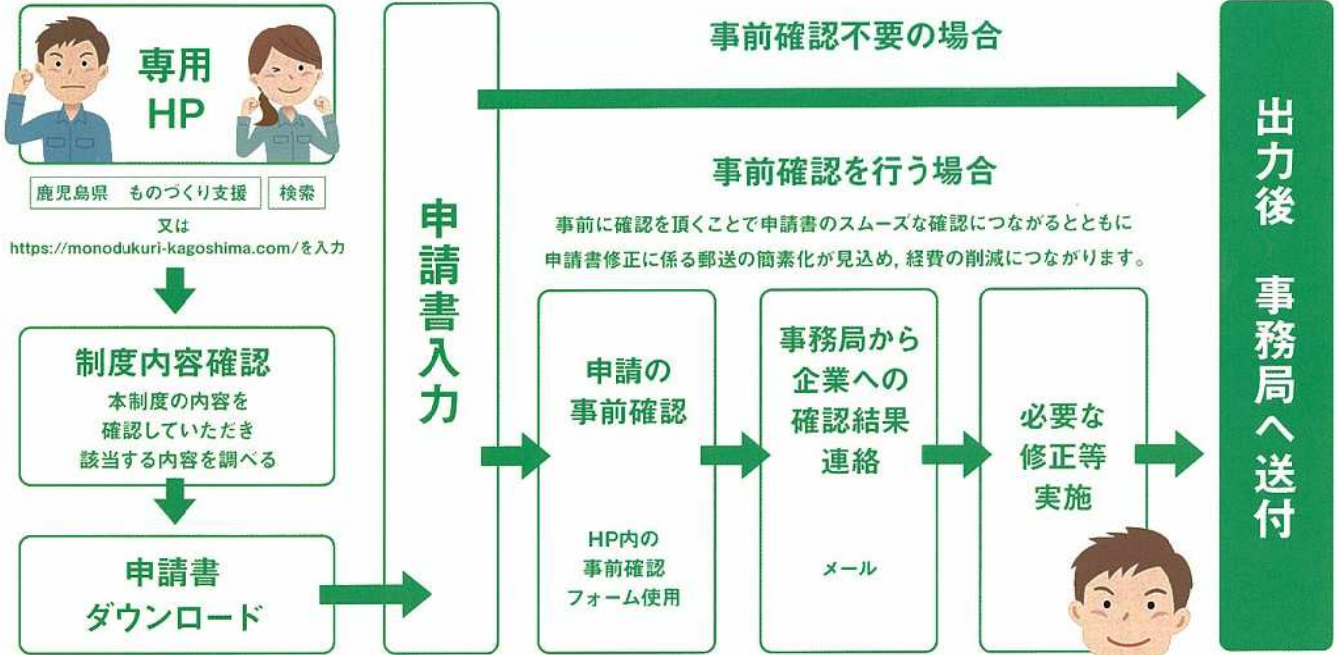 専用
HP
鹿児島県 ものづくり支援 検索
又は
https://monodukuri-kagoshima.com/を入力
制度内容確認
本制度の内容を
確認していただき
該当する内容を調べる
申請書
ダウンロード
申請書入力
事前確認不要の場合
事前確認を行う場合
事前に確認を頂くことで申請書のスムーズな確認につながるとともに
申請書修正に係る郵送の簡素化が見込め,経費の削減につながります。
申請の
事前確認
HP内の
事前確認
フォーム使用
事務局から
企業への
確認結果
連絡
メール
必要な
修正等
実施
出力後 事務局へ送付